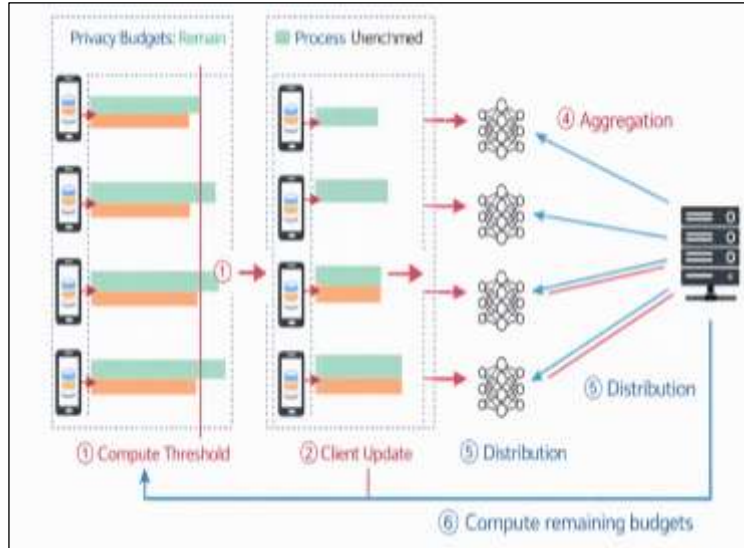 Privacy Budgets: Remain
Process Unenchmed
④ Aggregation
①
⑤ Distribution
① Compute Threshold
② Client Update
⑤ Distribution
⑥ Compute remaining budgets